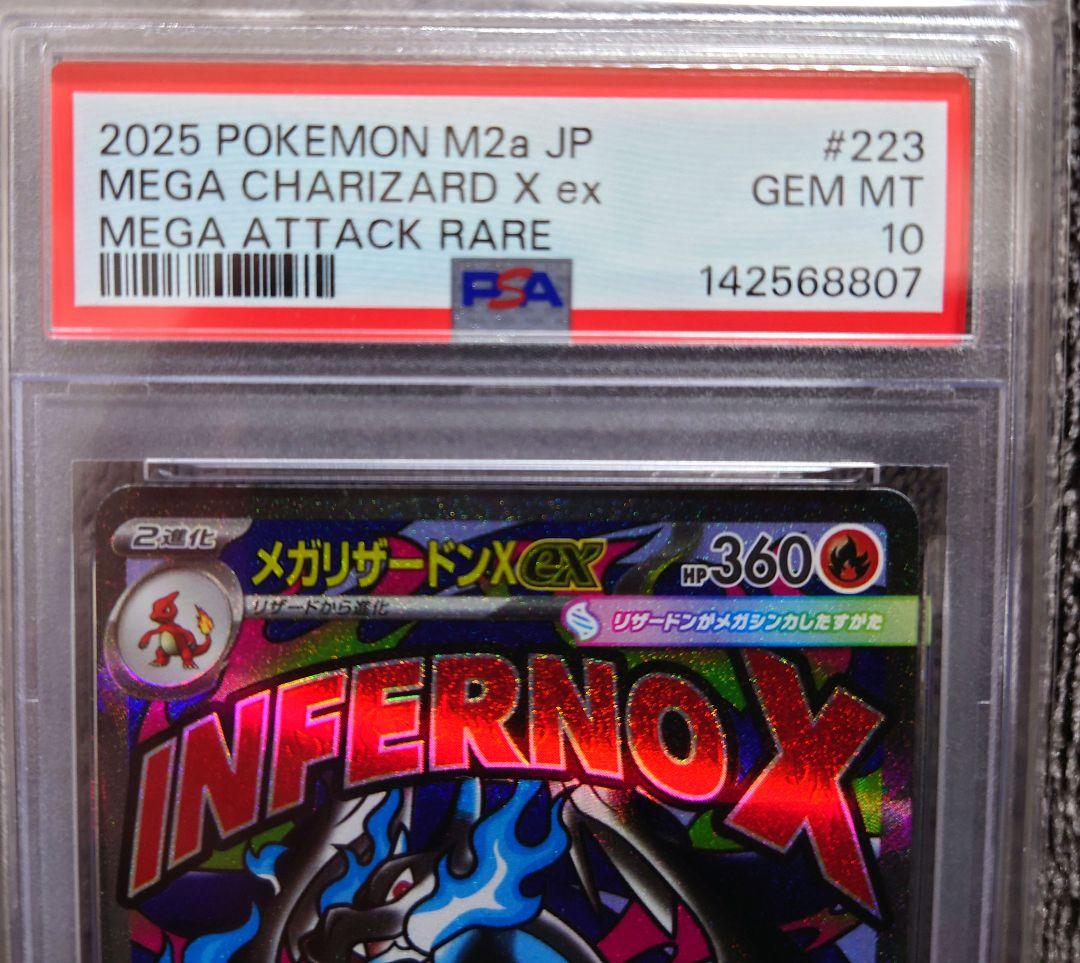 2025 POKEMON M2a JP #223
MEGA CHARIZARD X ex GEM MT
MEGA ATTACK RARE 10
PSA 142568807
2進化
メガリザードンXex HP360
リザードから進化
リザードンがメガシンカしたすがた
INFERNO X